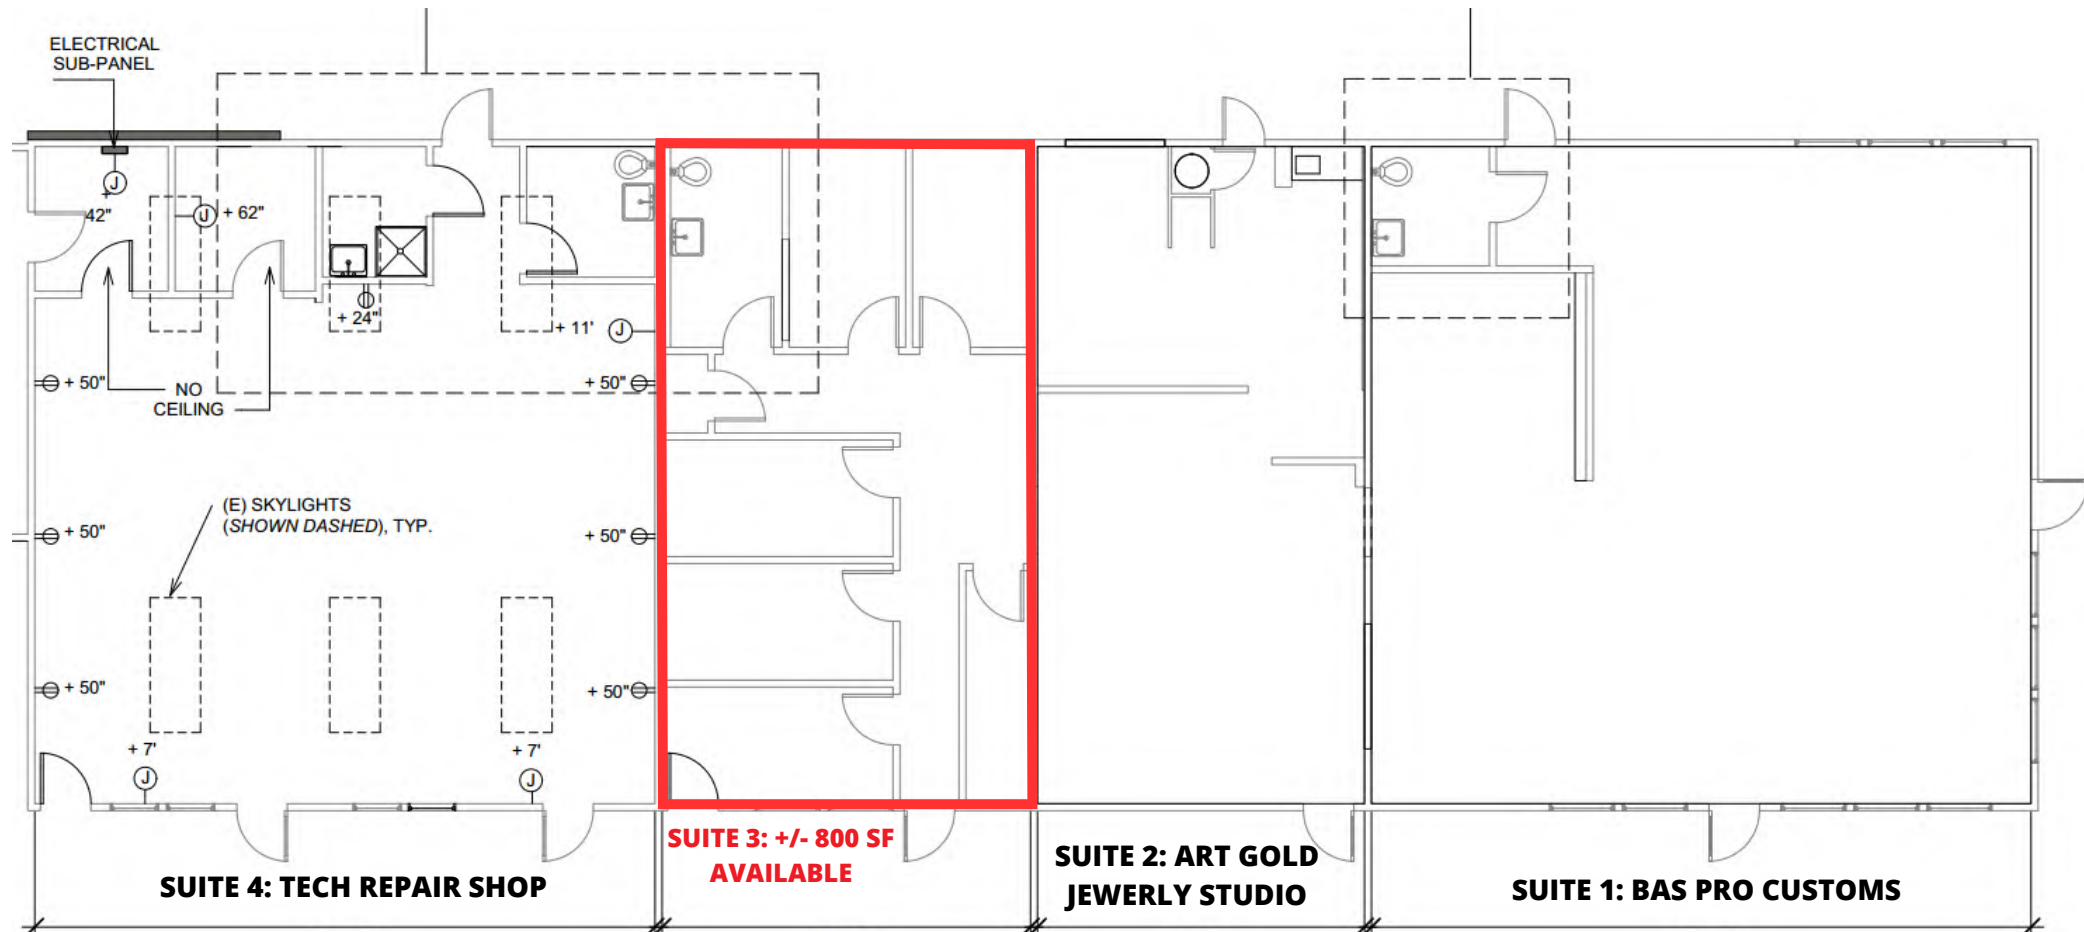 ELECTRICAL
SUB-PANEL
J
+
42"
J + 62"
+ 24"
+ 11' J
+ 50"
+ 50"
NO
CEILING
(E) SKYLIGHTS
(SHOWN DASHED), TYP.
+ 50"
+ 50"
+ 50"
+ 50"
+ 7'
J
+ 7'
J
SUITE 4: TECH REPAIR SHOP
SUITE 3: +/- 800 SF
AVAILABLE
SUITE 2: ART GOLD
JEWERLY STUDIO
SUITE 1: BAS PRO CUSTOMS